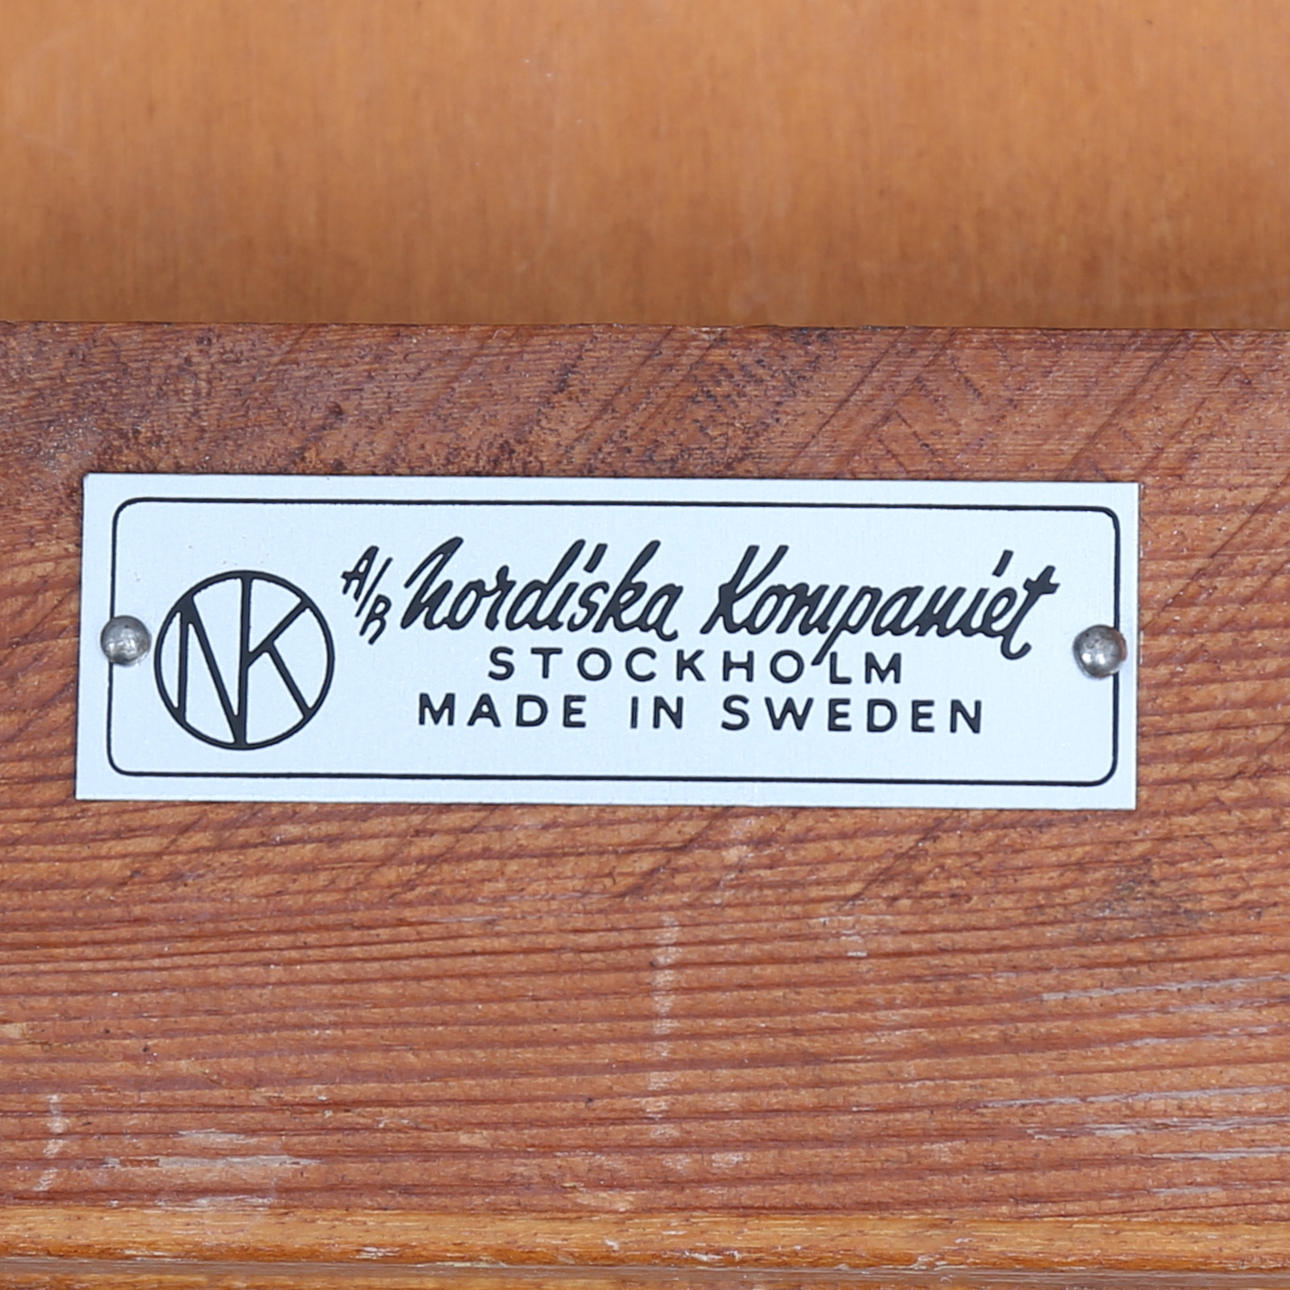 NK
A/B Nordiska Kompaniet
STOCKHOLM
MADE IN SWEDEN